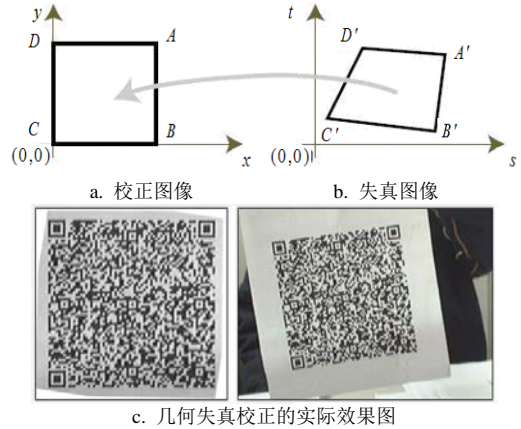 y
D
A
C
B
(0,0)
x
t
D'
A'
C'
B'
(0,0)
s
a. 校正图像
b. 失真图像
c. 几何失真校正的实际效果图